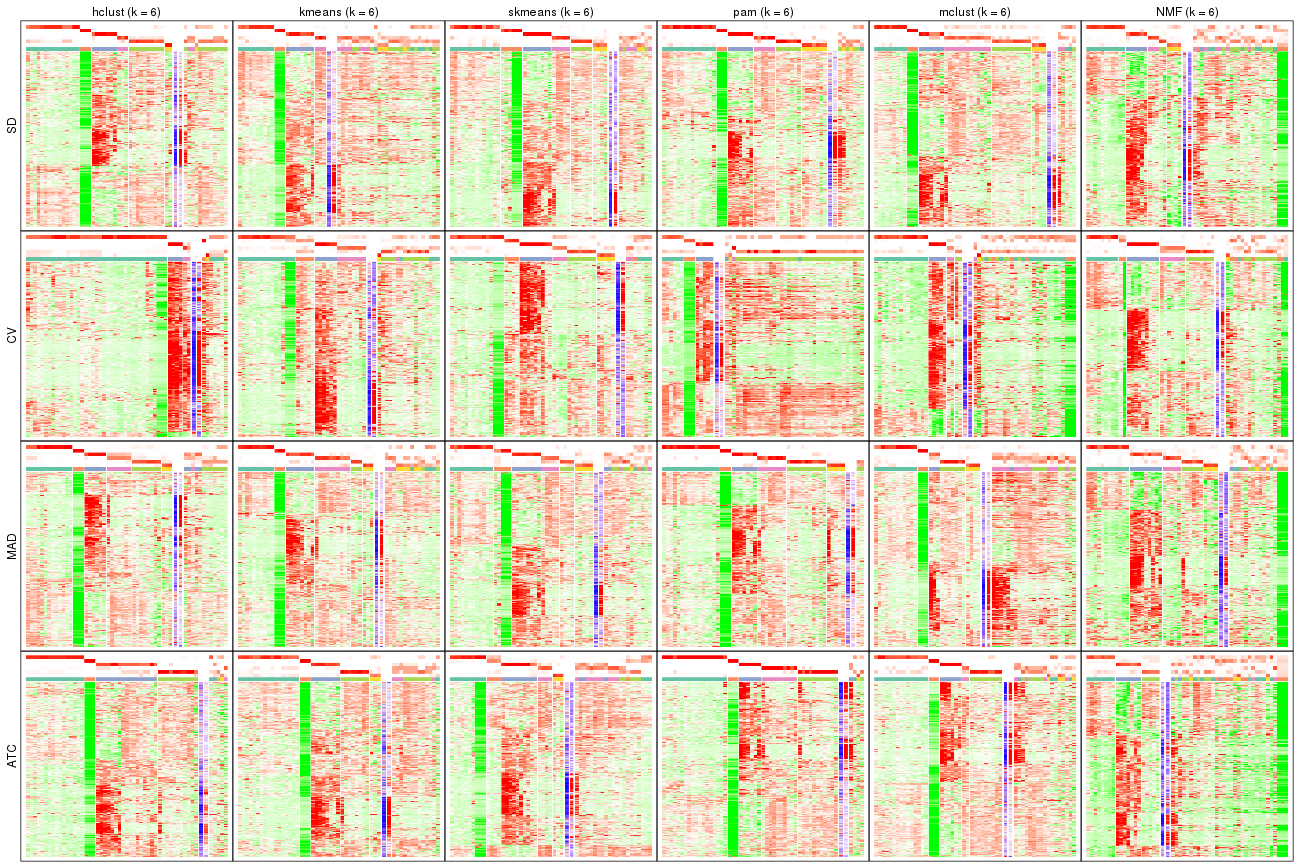 hclust (k = 6) kmeans (k = 6) skmeans (k = 6) pam (k = 6) mclust (k = 6) NMF (k = 6)
SD
CV
MAD
ATC